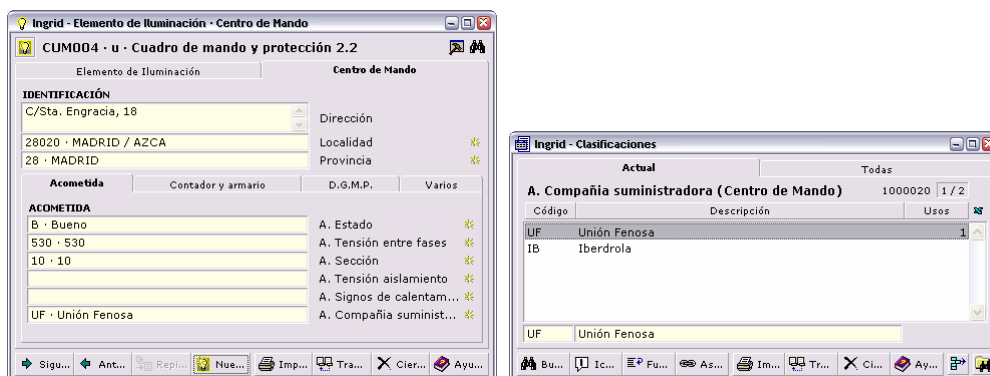 Ingrid - Elemento de Iluminación · Centro de Mando
CUM004 · u · Cuadro de mando y protección 2.2
Elemento de Iluminación
Centro de Mando
IDENTIFICACIÓN
C/Sta. Engracia, 18
Dirección
28020 · MADRID / AZCA
Localidad
28 · MADRID
Provincia
Acometida
Contador y armario
D.G.M.P.
Varios
ACOMETIDA
B · Bueno
A. Estado
530 · 530
A. Tensión entre fases
10 · 10
A. Sección
A. Tensión aislamiento
A. Signos de calentam...
UF · Unión Fenosa
A. Compañia suminist...
Sigu...
Ant...
Repi...
Nue...
Imp...
Tra...
Cier...
Ayu...
Ingrid - Clasificaciones
Actual
Todas
A. Compañia suministradora (Centro de Mando)
1000020
1 / 2
Código
Descripción
Usos
UF
Unión Fenosa
1
IB
Iberdrola
UF
Unión Fenosa
Bu...
Ic...
Fu...
As...
Im...
Tr...
Ci...
Ay...